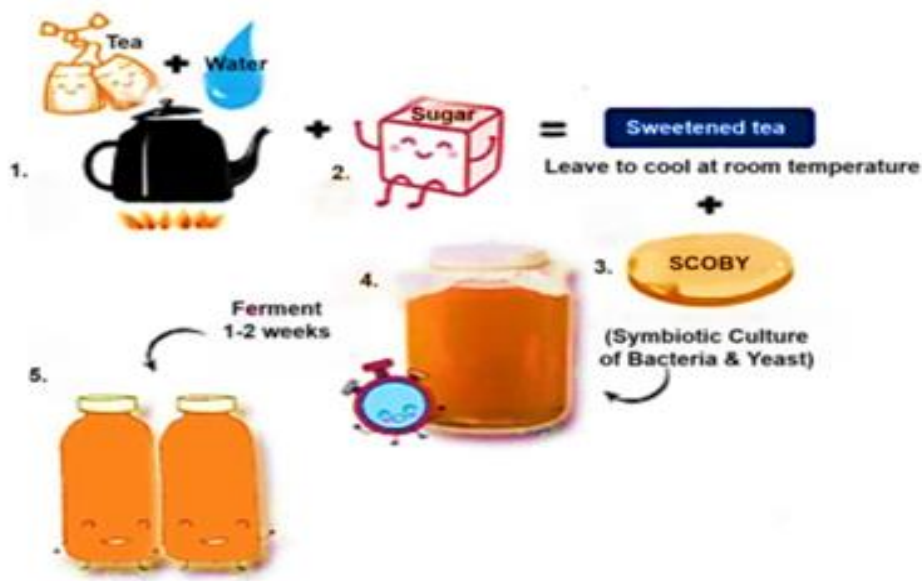 Tea
+
Water
1.
+
2.
Sugar
=
Sweetened tea
Leave to cool at room temperature
+
3.
SCOBY
(Symbiotic Culture
of Bacteria & Yeast)
4.
Ferment
1-2 weeks
5.